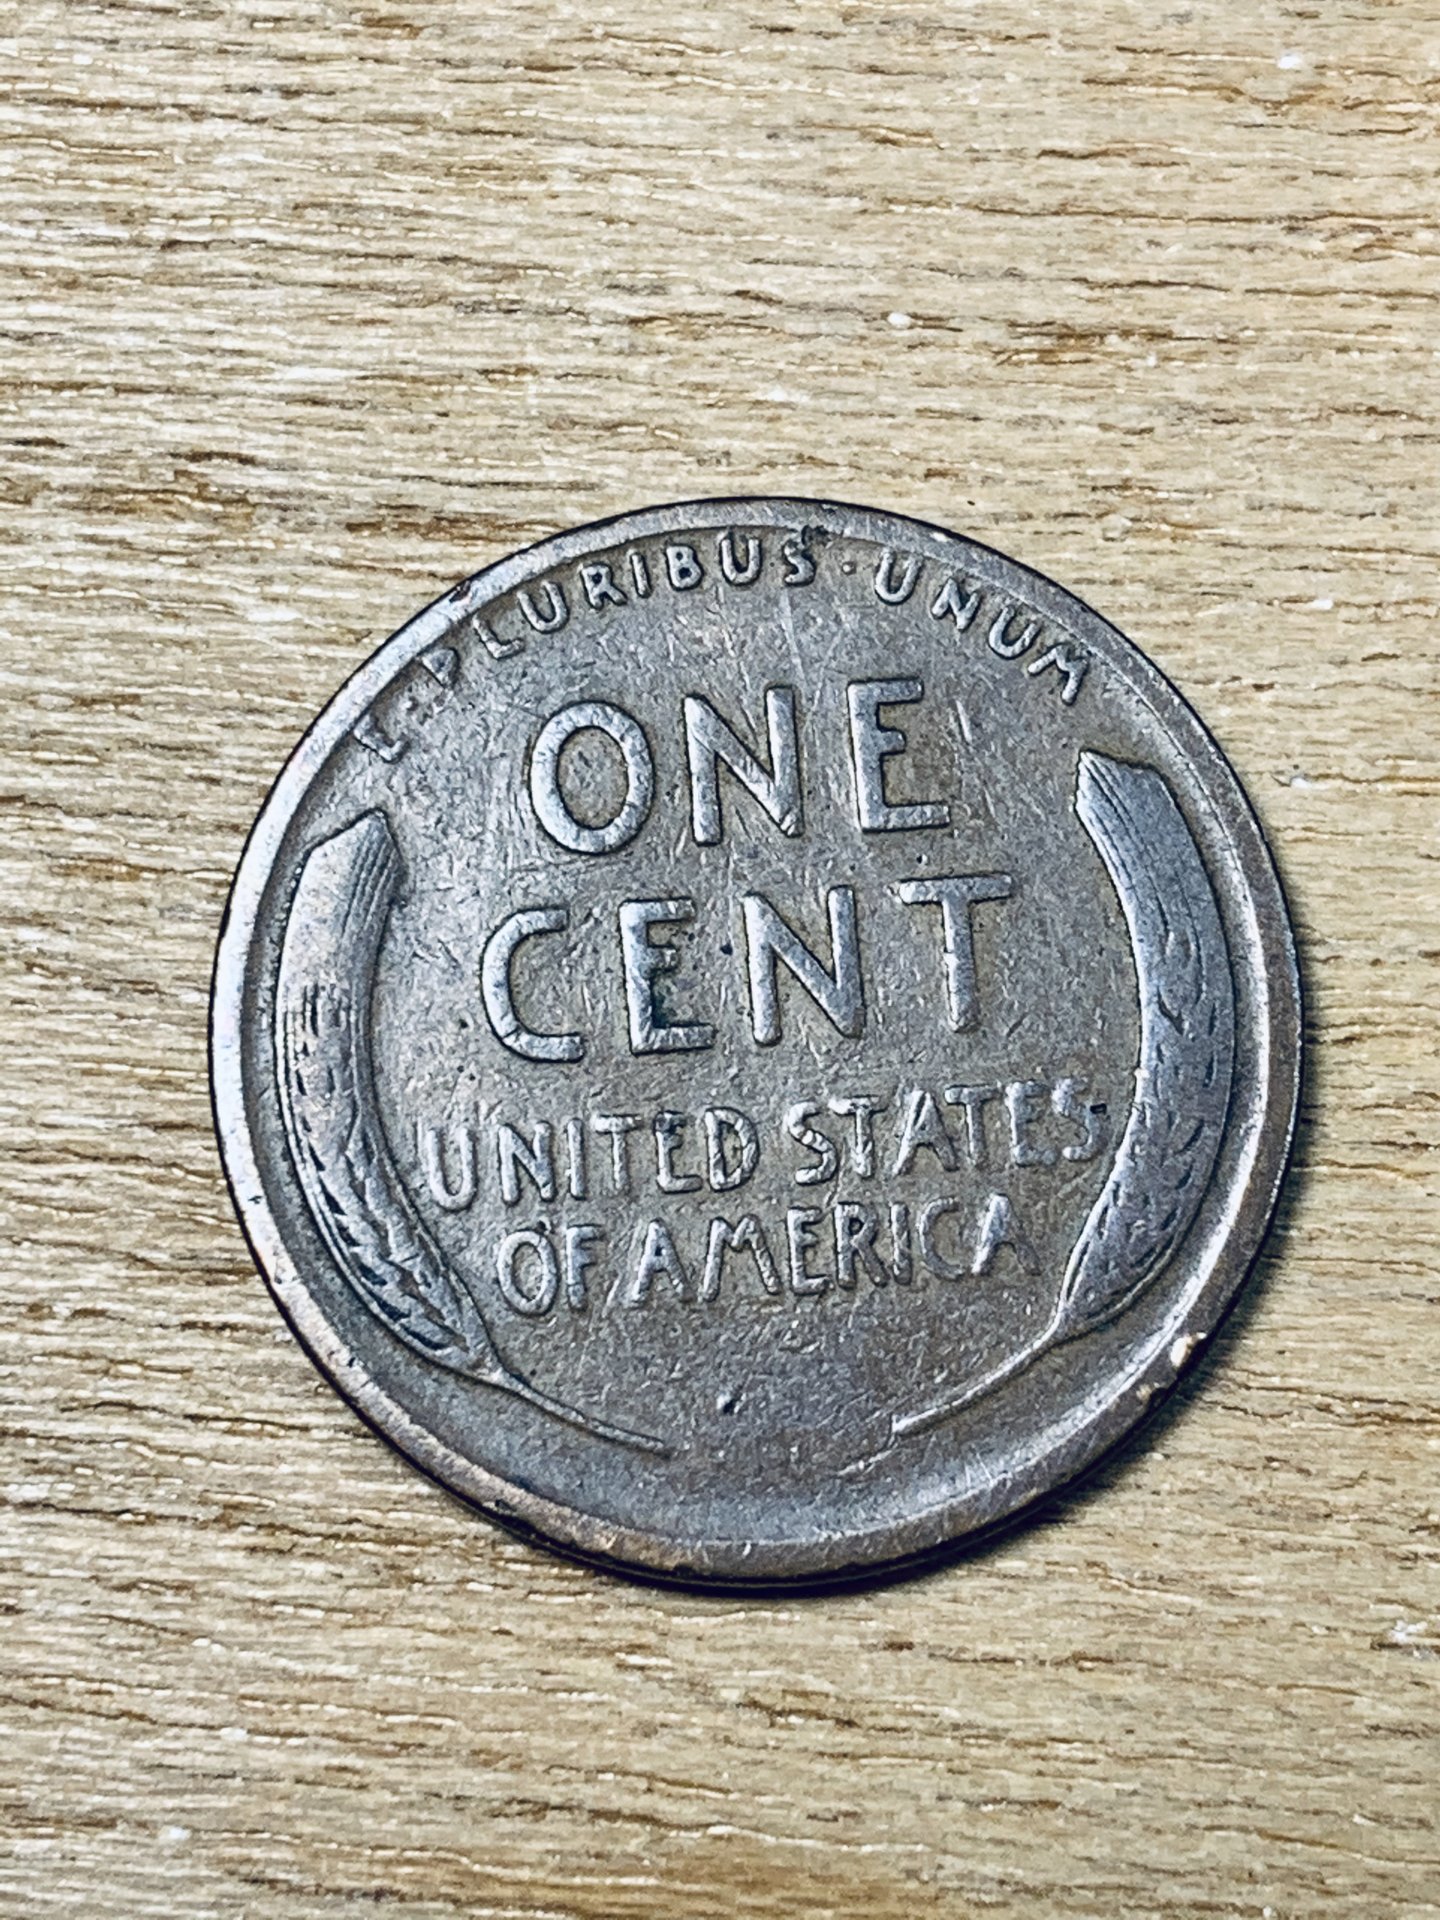 E·PLURIBUS·UNUM
ONE
CENT
UNITED STATES
OF AMERICA